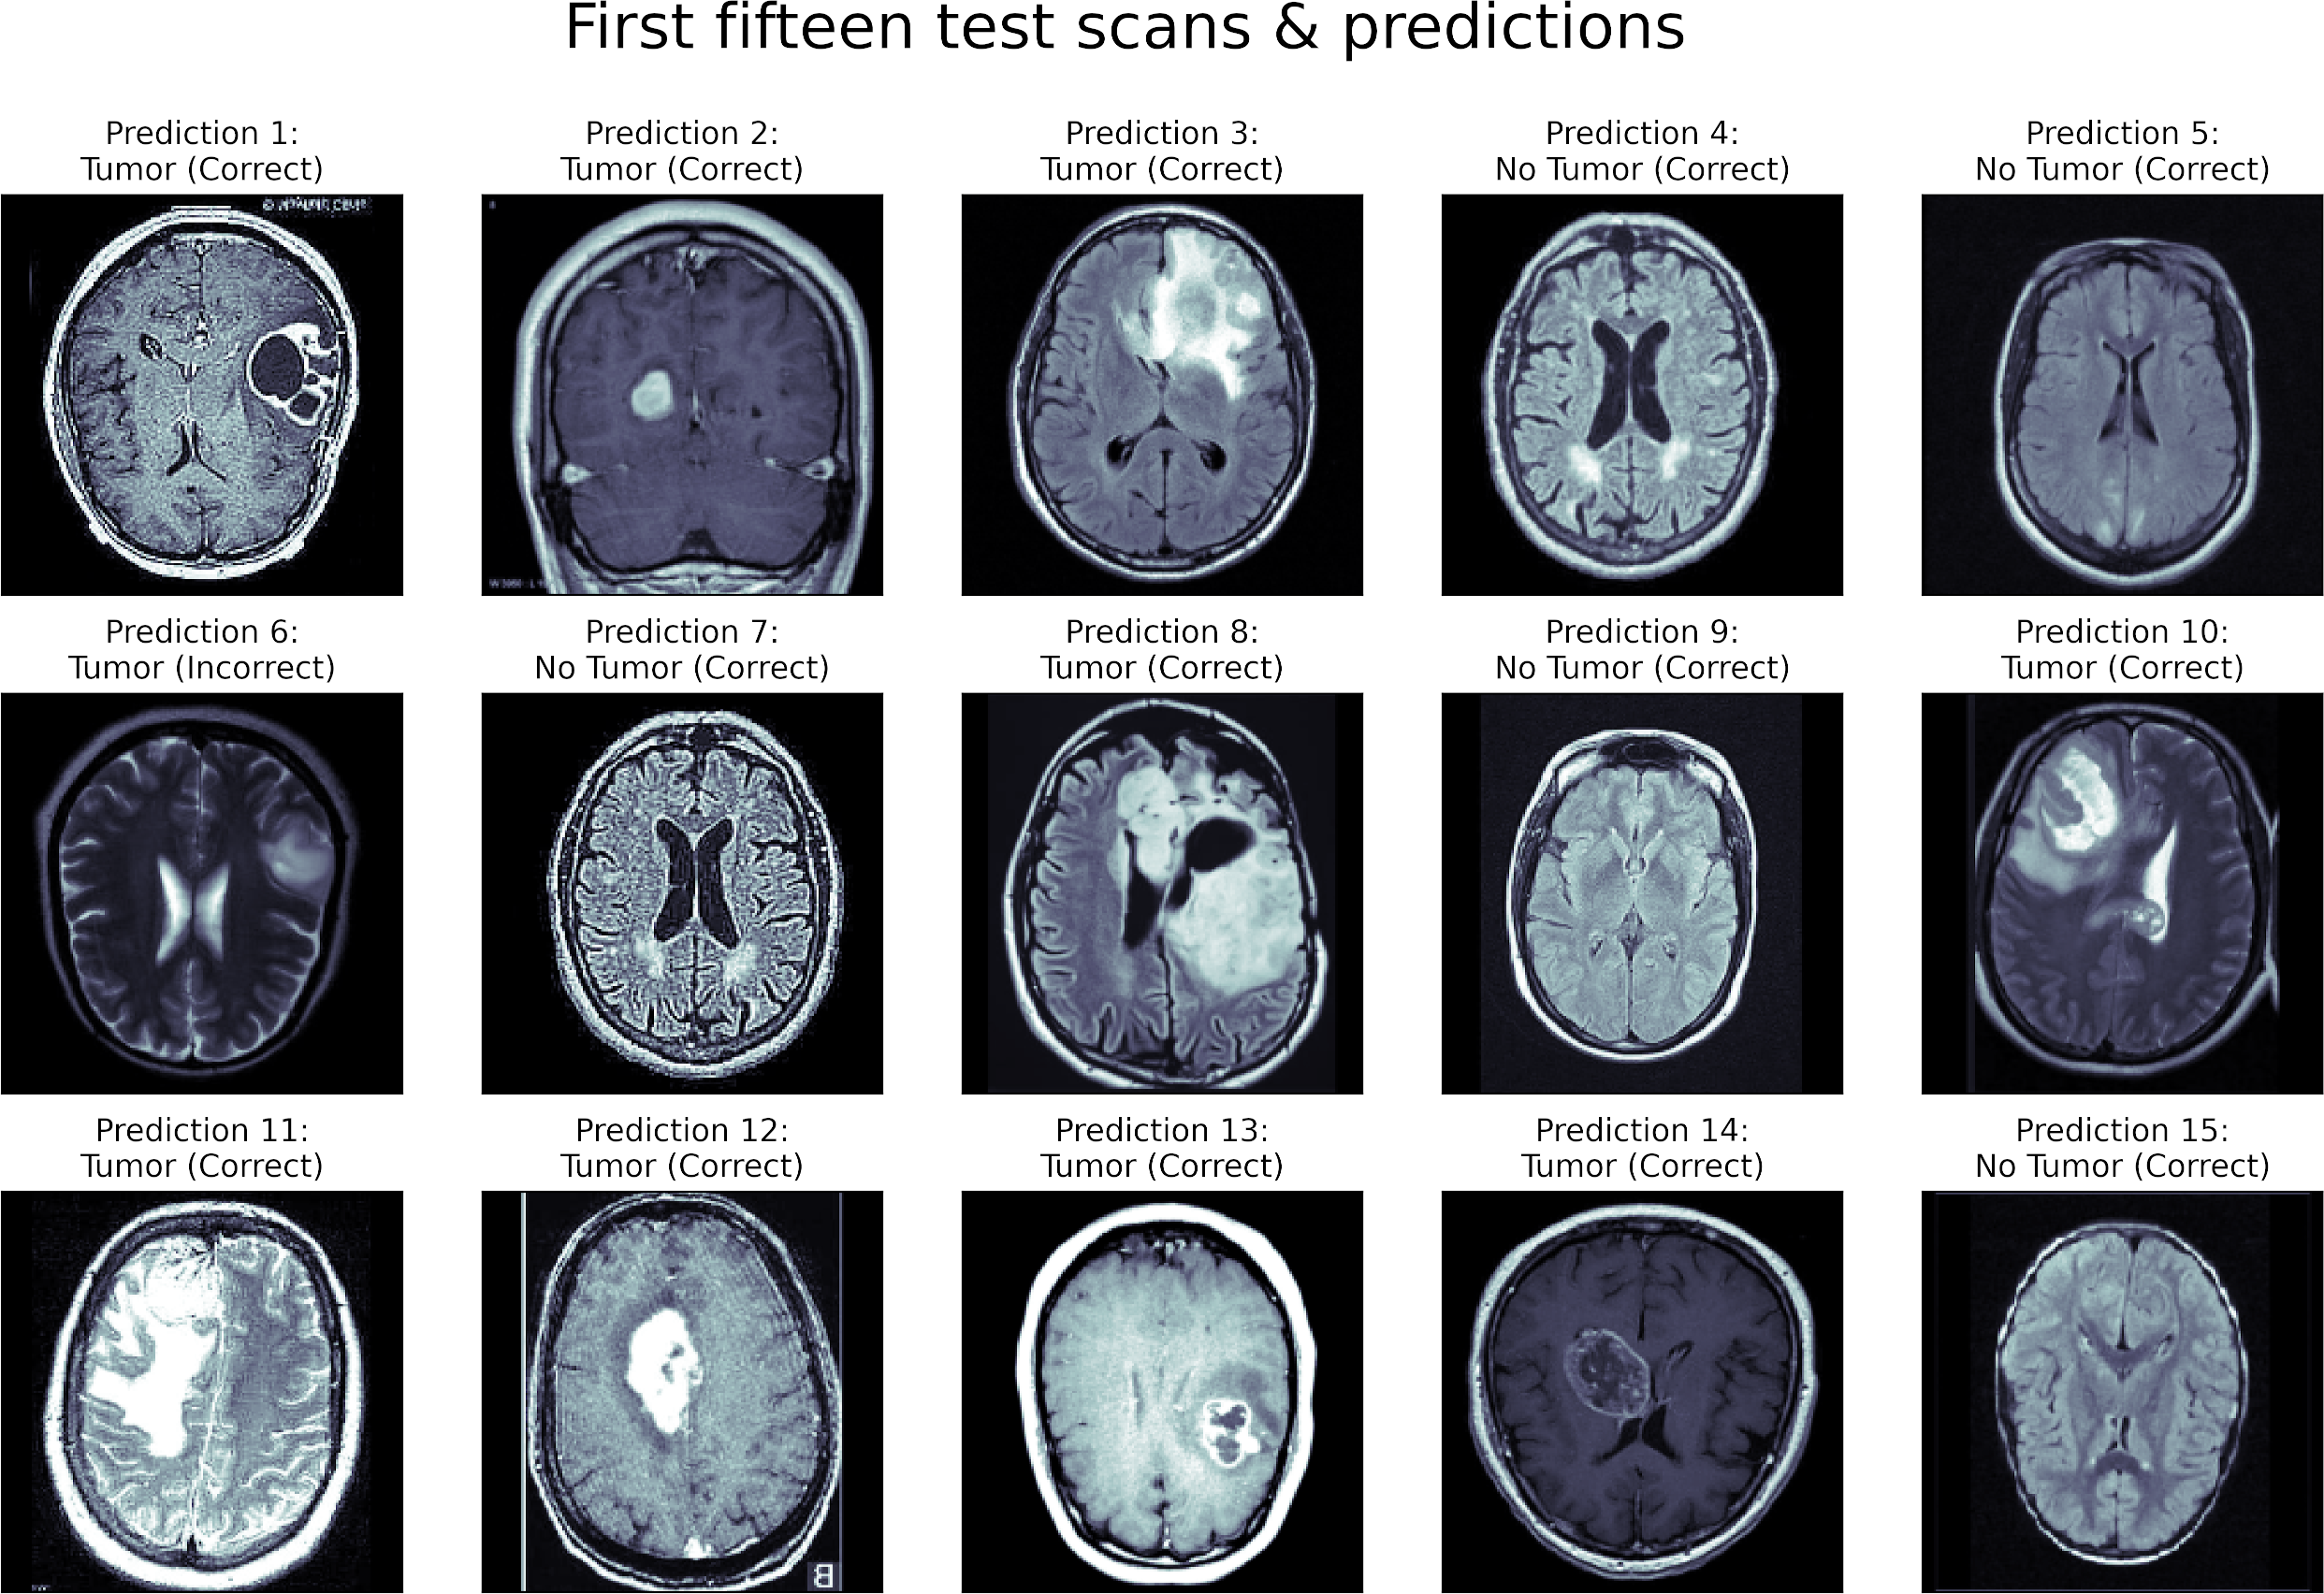 First fifteen test scans & predictions
Prediction 1:
Tumor (Correct)
Prediction 2:
Tumor (Correct)
Prediction 3:
Tumor (Correct)
Prediction 4:
No Tumor (Correct)
Prediction 5:
No Tumor (Correct)
Prediction 6:
Tumor (Incorrect)
Prediction 7:
No Tumor (Correct)
Prediction 8:
Tumor (Correct)
Prediction 9:
No Tumor (Correct)
Prediction 10:
Tumor (Correct)
Prediction 11:
Tumor (Correct)
Prediction 12:
Tumor (Correct)
Prediction 13:
Tumor (Correct)
Prediction 14:
Tumor (Correct)
Prediction 15:
No Tumor (Correct)